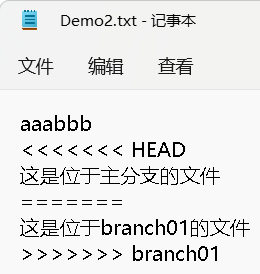 Demo2.txt - 记事本
文件 编辑 查看
aaabbb
<<<<<<< HEAD
这是位于主分支的文件
=======
这是位于branch01的文件
>>>>>>> branch01